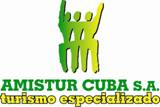 AMISTUR CUBA S.A.
turismo especializado